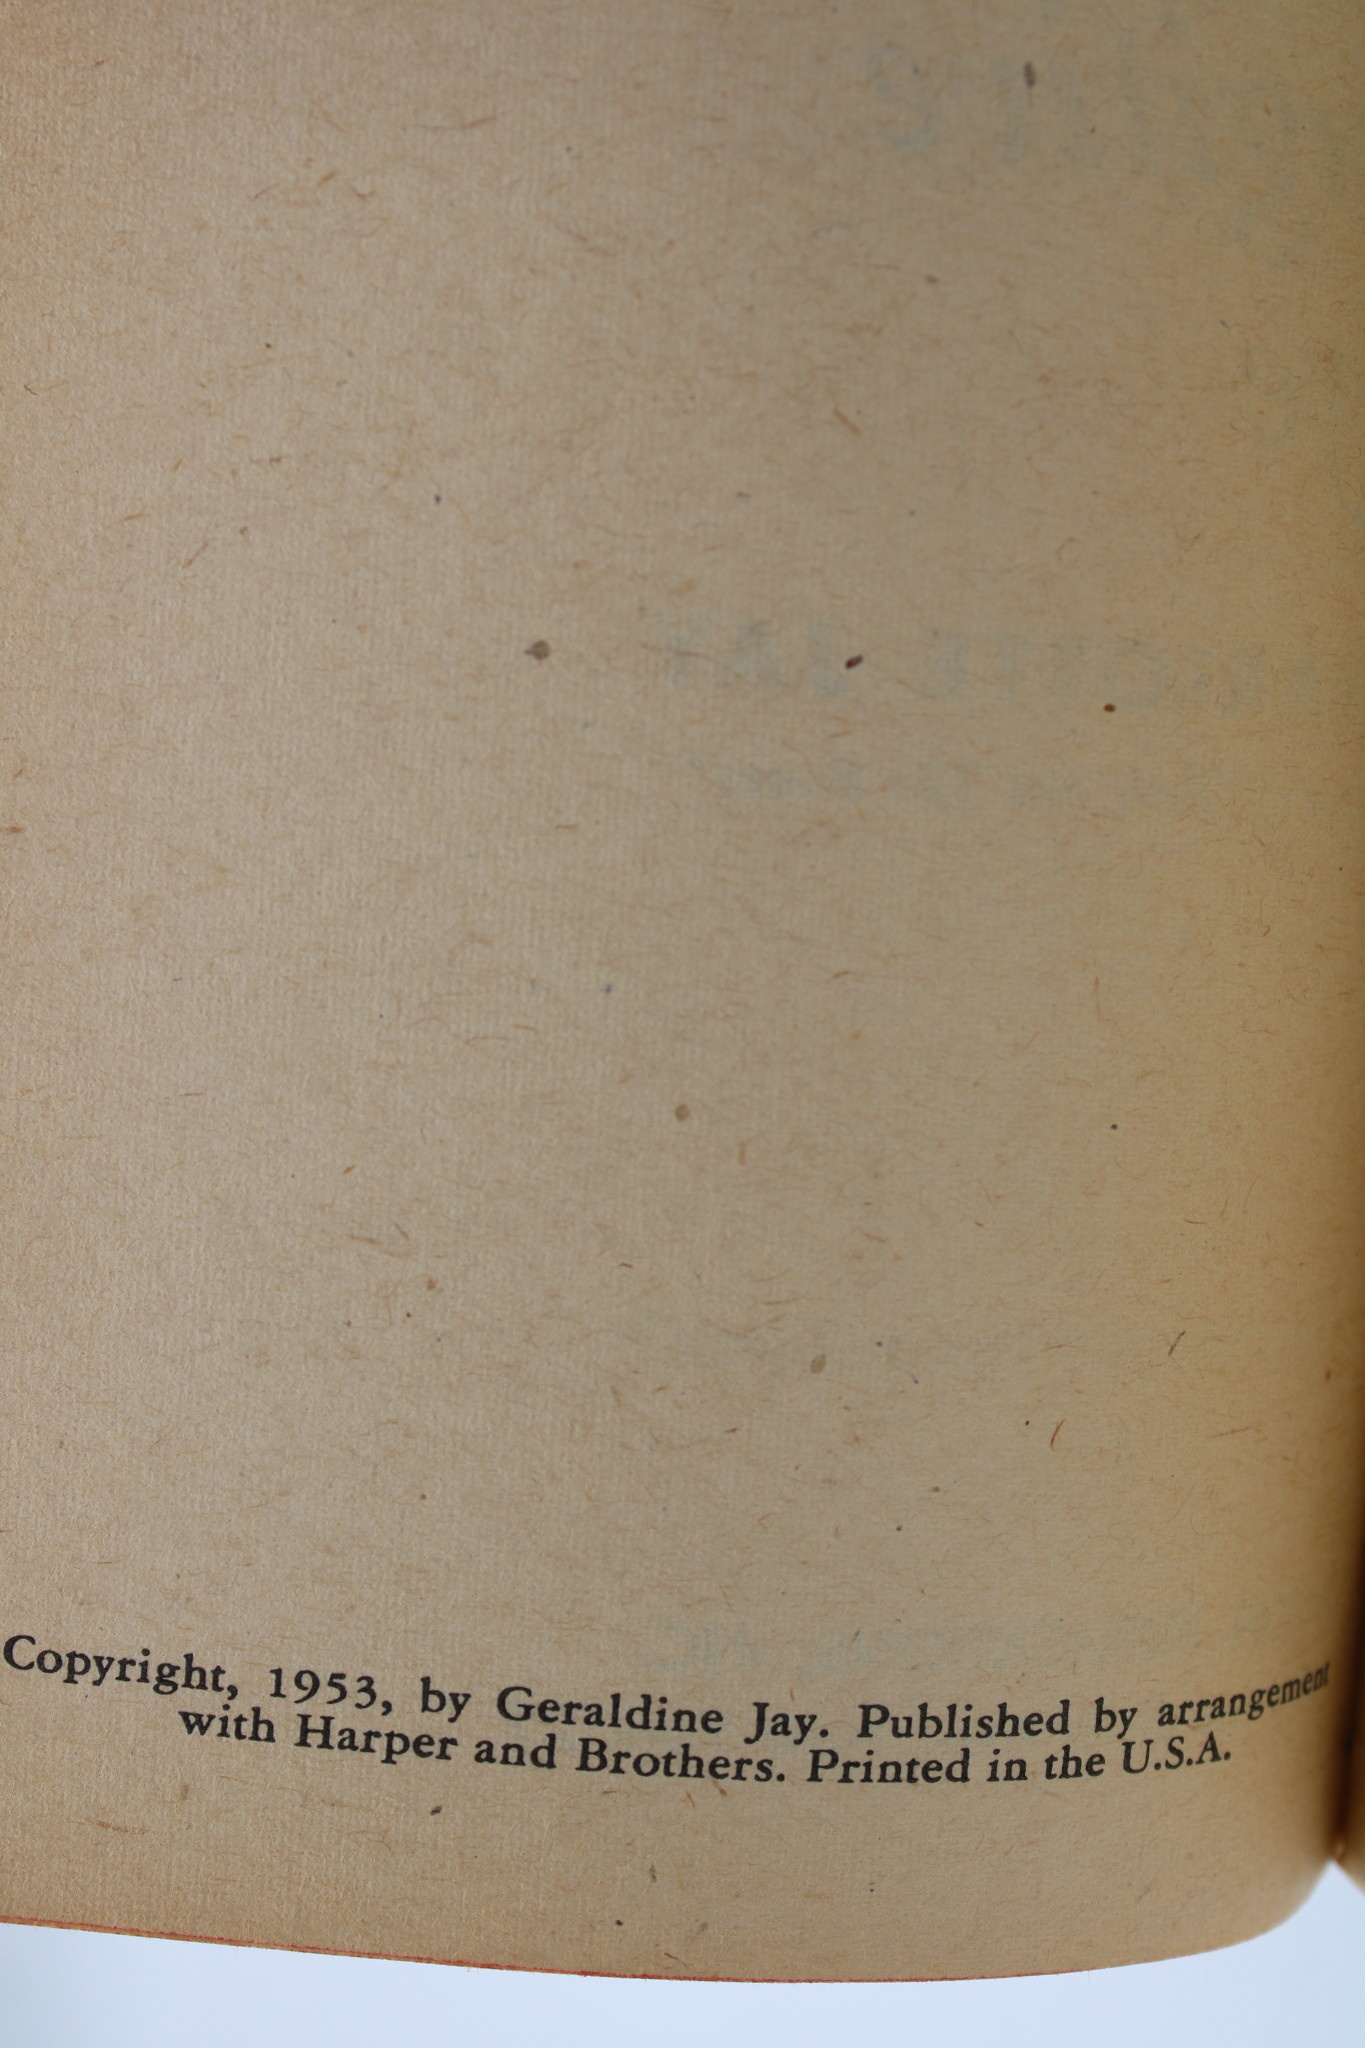 Copyright, 1953, by Geraldine Jay. Published by arrangement
with Harper and Brothers. Printed in the U.S.A.